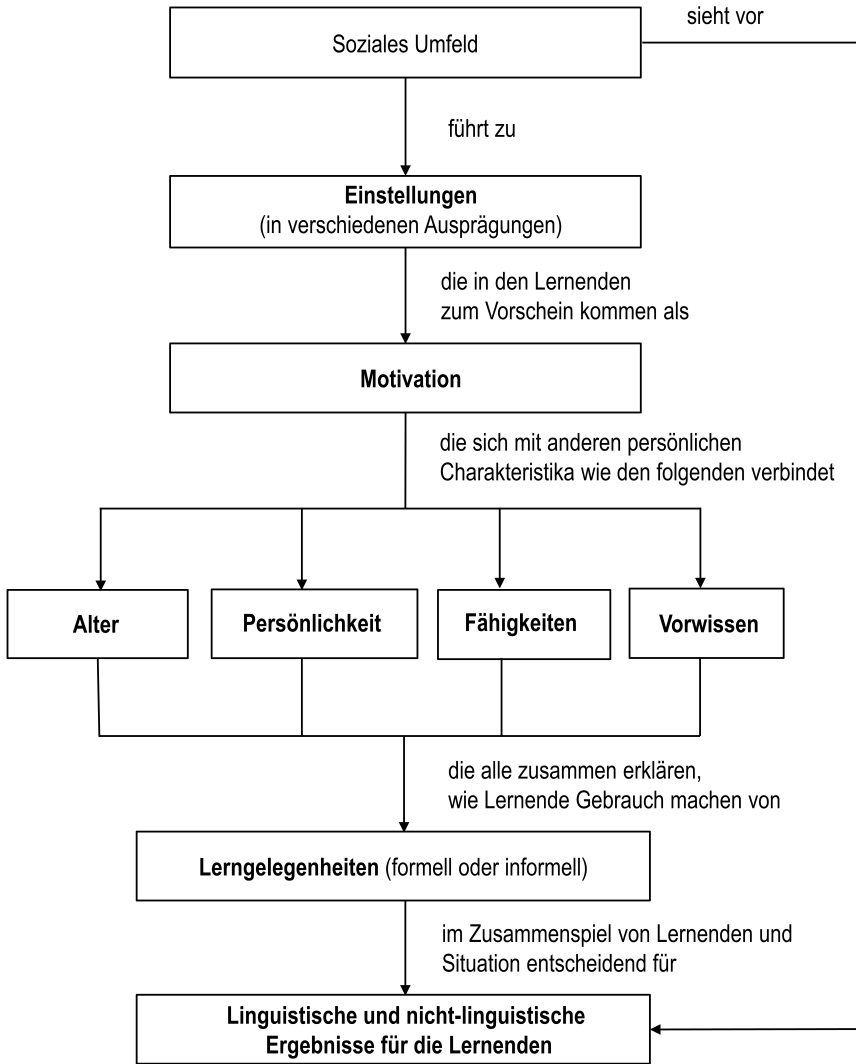 sieht vor
Soziales Umfeld
führt zu
Einstellungen
(in verschiedenen Ausprägungen)
die in den Lernenden
zum Vorschein kommen als
Motivation
die sich mit anderen persönlichen
Charakteristika wie den folgenden verbindet
Alter
Persönlichkeit
Fähigkeiten
Vorwissen
die alle zusammen erklären,
wie Lernende Gebrauch machen von
Lerngelegenheiten (formell oder informell)
im Zusammenspiel von Lernenden und
Situation entscheidend für
Linguistische und nicht-linguistische
Ergebnisse für die Lernenden